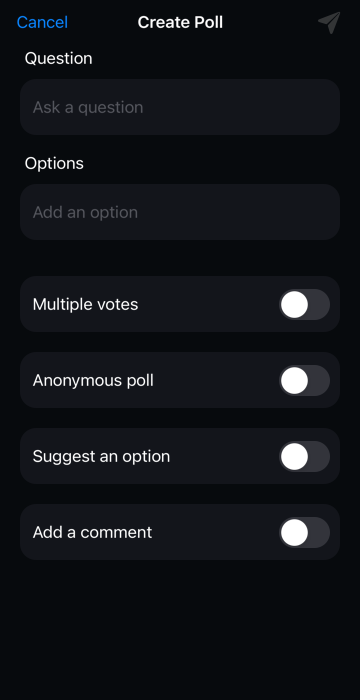 Cancel
Create Poll
Question
Ask a question
Options
Add an option
Multiple votes
Anonymous poll
Suggest an option
Add a comment